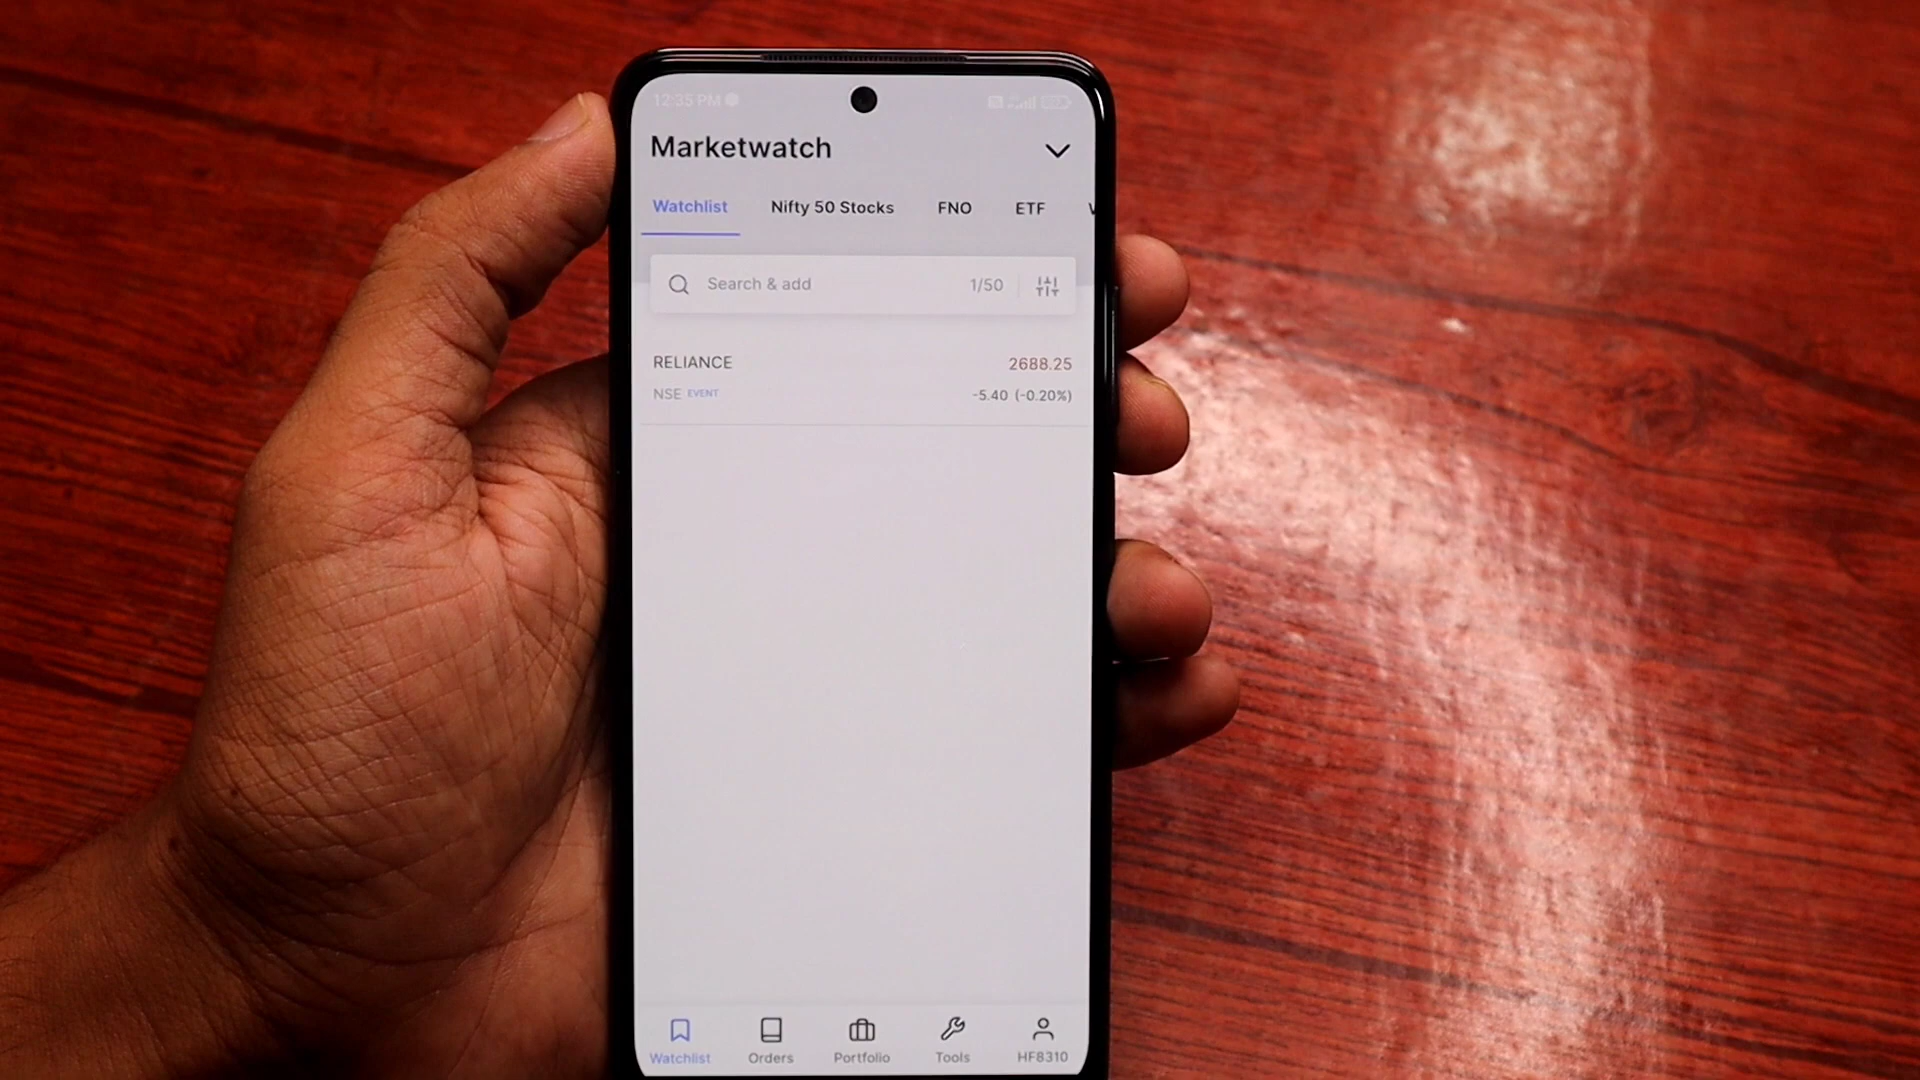 12:35 PM
Marketwatch
Watchlist Nifty 50 Stocks FNO ETF
Search & add 1/50
RELIANCE 2688.25
NSE EVENT -5.40 (-0.20%)
Watchlist Orders Portfolio Tools HF8310